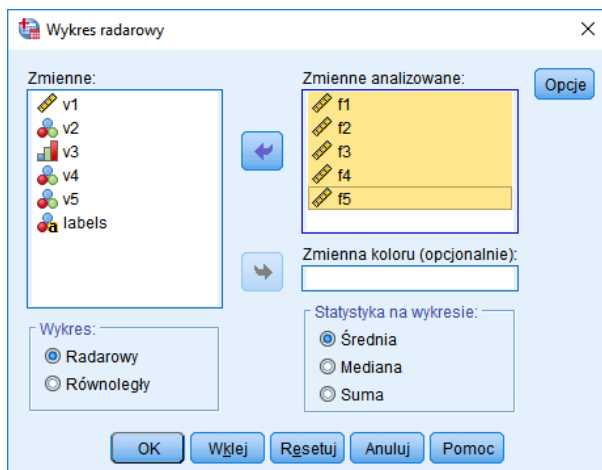 Wykres radarowy
Zmienne:
v1
v2
v3
v4
v5
a labels
Zmienne analizowane:
f1
f2
f3
f4
f5
Opcje
Zmienna koloru (opcjonalnie):
Wykres:
Radarowy
Równoległy
Statystyka na wykresie:
Średnia
Mediana
Suma
OK Wklej Resetuj Anuluj Pomoc